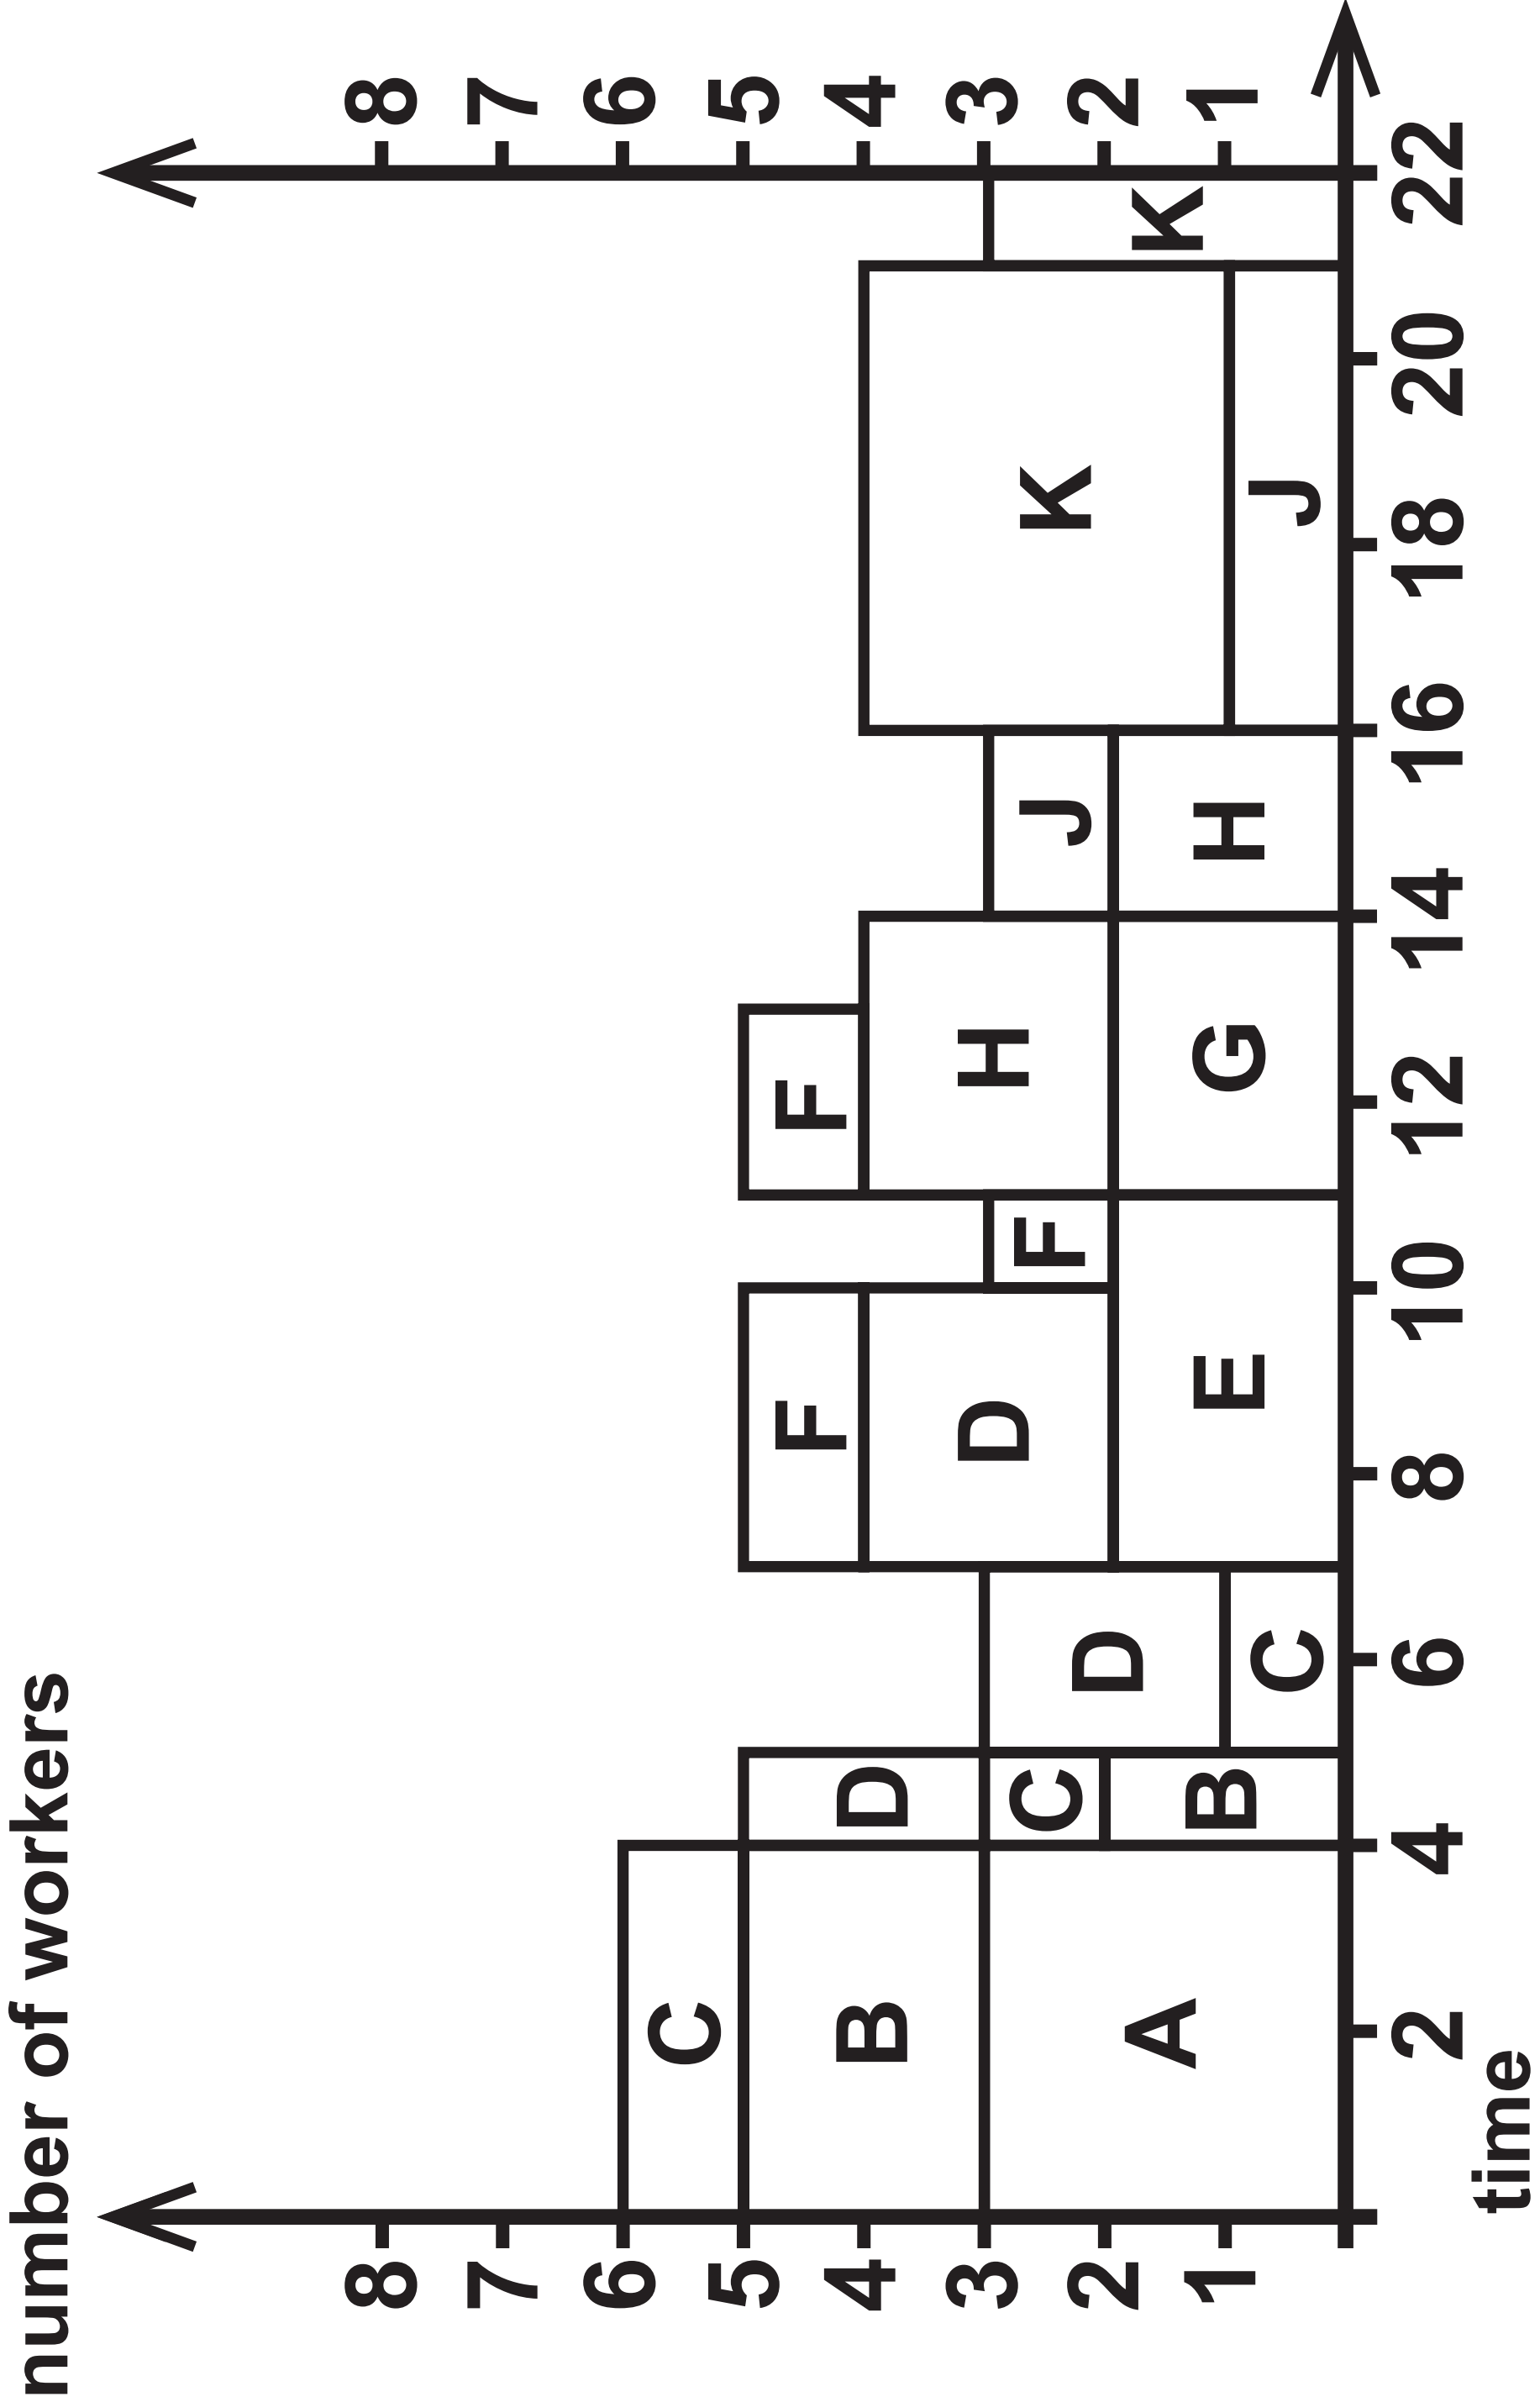 number of workers
8 8
7 7
6 C 6
5 F F 5
4 B D D H K 4
3 C F J 3
2 A D K 2
1 B C E G H J 1
2 4 6 8 10 12 14 16 18 20 22
time